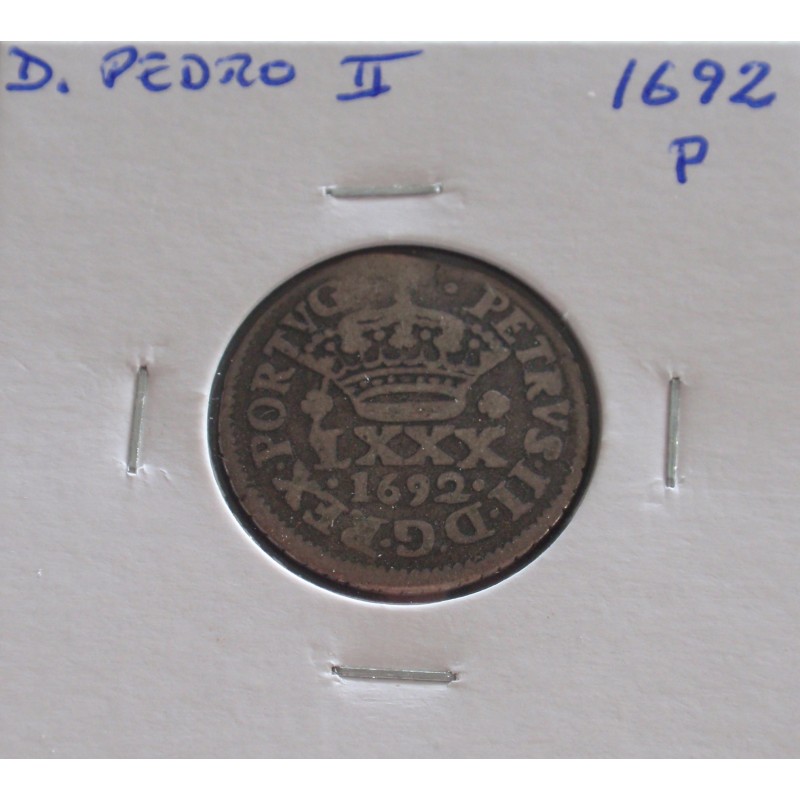 D. PEDRO II 1692
P
· PETRVS · II · D · G · REX · PORTVG
LXXX
· 1692 ·